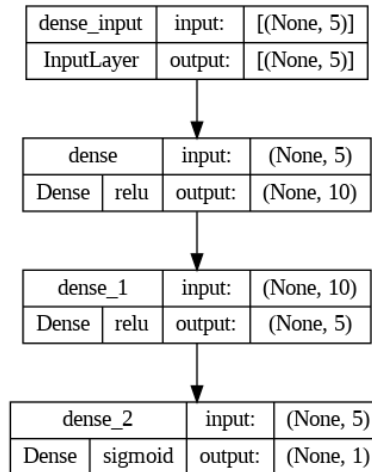 dense_input input: [(None, 5)]
InputLayer output: [(None, 5)]
dense input: (None, 5)
Dense relu output: (None, 10)
dense_1 input: (None, 10)
Dense relu output: (None, 5)
dense_2 input: (None, 5)
Dense sigmoid output: (None, 1)